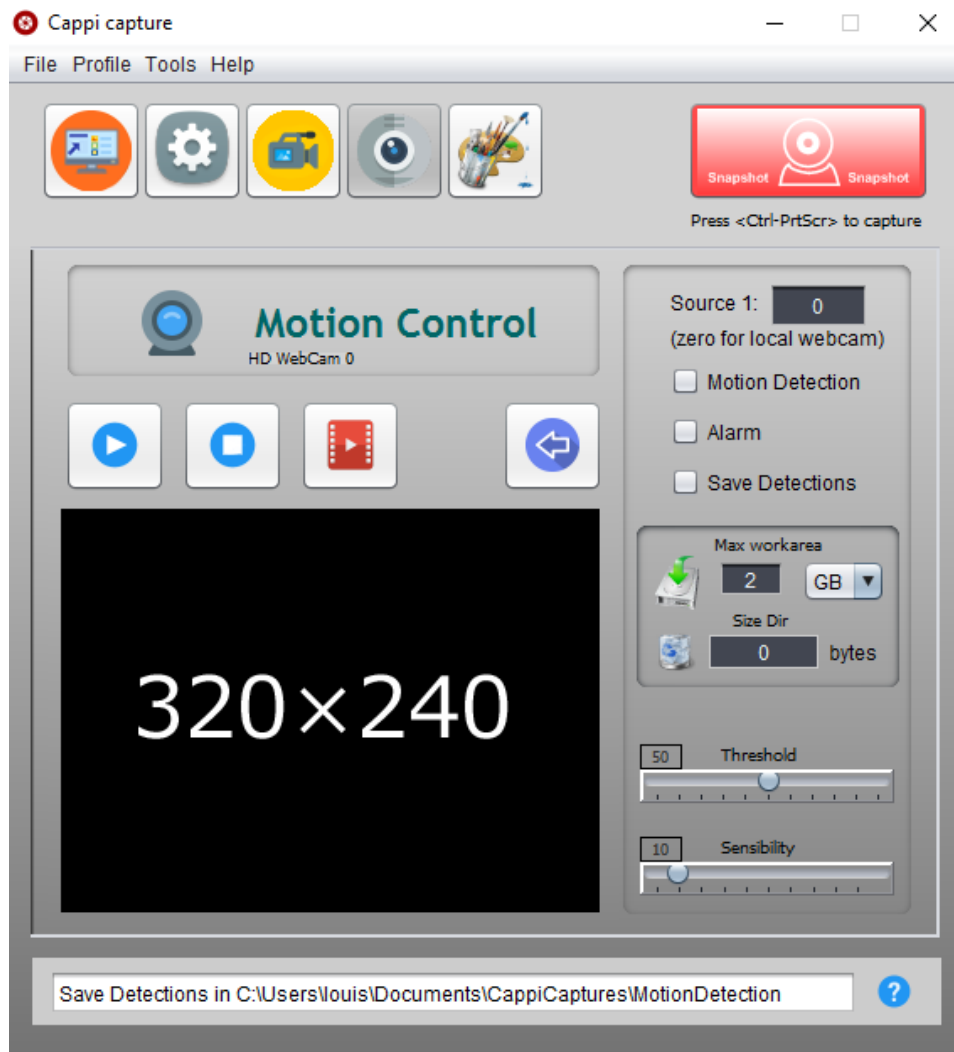 Cappi capture
File Profile Tools Help
Snapshot Snapshot
Press <Ctrl-PrtScr> to capture
Motion Control
HD WebCam 0
Source 1: 0
(zero for local webcam)
Motion Detection
Alarm
Save Detections
Max workarea
2 GB
Size Dir
0 bytes
320×240
50 Threshold
10 Sensibility
Save Detections in C:\Users\louis\Documents\CappiCaptures\MotionDetection
?